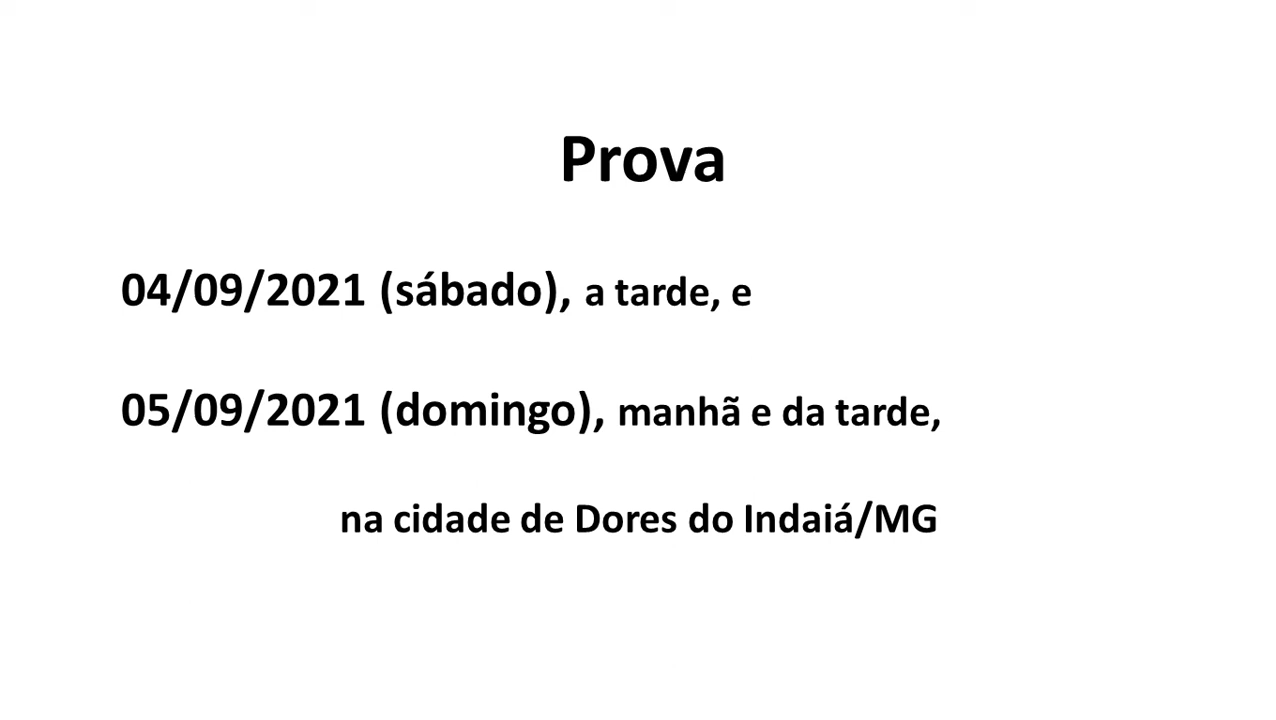 Prova
04/09/2021 (sábado), a tarde, e
05/09/2021 (domingo), manhã e da tarde,
na cidade de Dores do Indaiá/MG